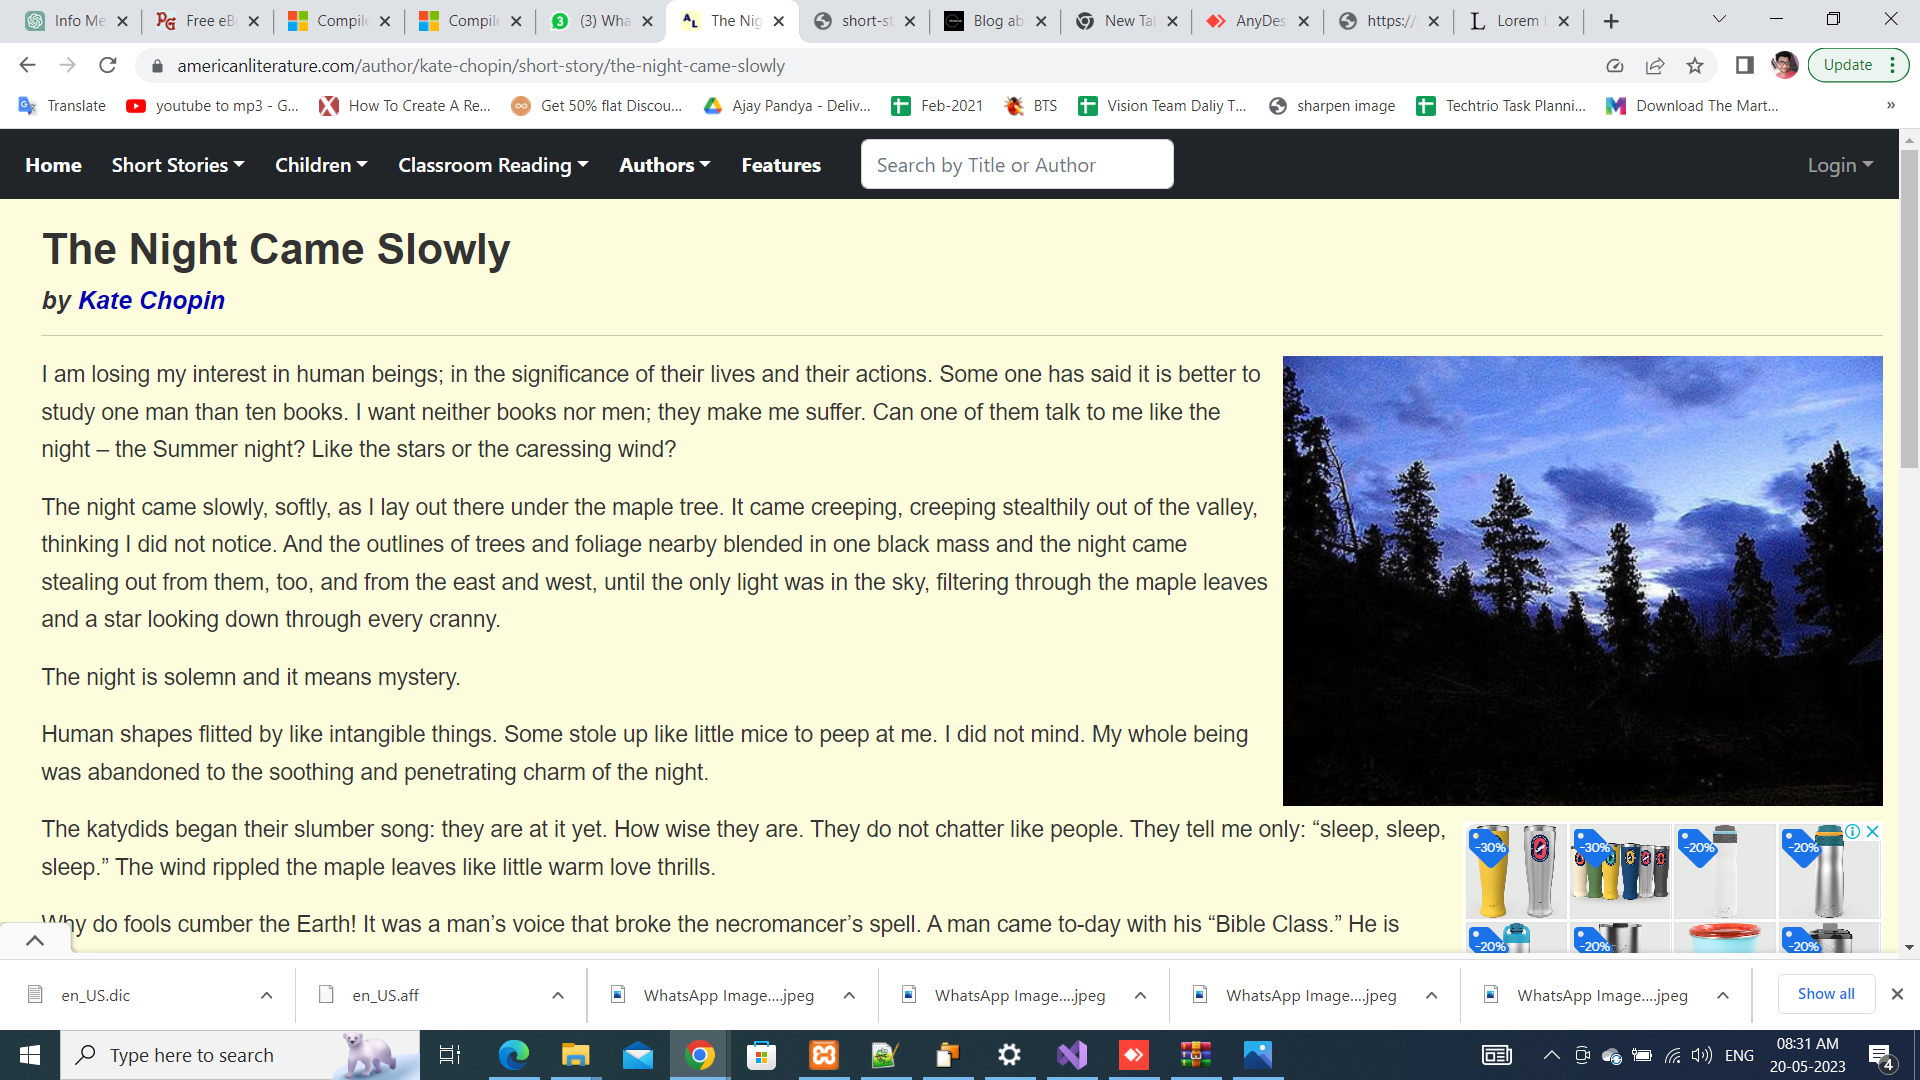 Info Me
Free eB
Compile
Compile
(3) Wha
The Nig
short-st
Blog ab
New Tal
AnyDes
https://
Lorem
americanliterature.com/author/kate-chopin/short-story/the-night-came-slowly
Update
Translate
youtube to mp3 - G...
How To Create A Re...
Get 50% flat Discou...
Ajay Pandya - Deliv...
Feb-2021
BTS
Vision Team Daliy T...
sharpen image
Techtrio Task Planni...
Download The Mart...
»
Home
Short Stories
Children
Classroom Reading
Authors
Features
Search by Title or Author
Login
The Night Came Slowly
by Kate Chopin
I am losing my interest in human beings; in the significance of their lives and their actions. Some one has said it is better to
study one man than ten books. I want neither books nor men; they make me suffer. Can one of them talk to me like the
night – the Summer night? Like the stars or the caressing wind?
The night came slowly, softly, as I lay out there under the maple tree. It came creeping, creeping stealthily out of the valley,
thinking I did not notice. And the outlines of trees and foliage nearby blended in one black mass and the night came
stealing out from them, too, and from the east and west, until the only light was in the sky, filtering through the maple leaves
and a star looking down through every cranny.
The night is solemn and it means mystery.
Human shapes flitted by like intangible things. Some stole up like little mice to peep at me. I did not mind. My whole being
was abandoned to the soothing and penetrating charm of the night.
The katydids began their slumber song: they are at it yet. How wise they are. They do not chatter like people. They tell me only: “sleep, sleep,
sleep.” The wind rippled the maple leaves like little warm love thrills.
Why do fools cumber the Earth! It was a man’s voice that broke the necromancer’s spell. A man came to-day with his “Bible Class.” He is
-30%
-30%
-20%
-20%
-20%
-20%
-20%
en_US.dic
en_US.aff
WhatsApp Image....jpeg
WhatsApp Image....jpeg
WhatsApp Image....jpeg
WhatsApp Image....jpeg
Show all
Type here to search
ENG
08:31 AM
20-05-2023
4